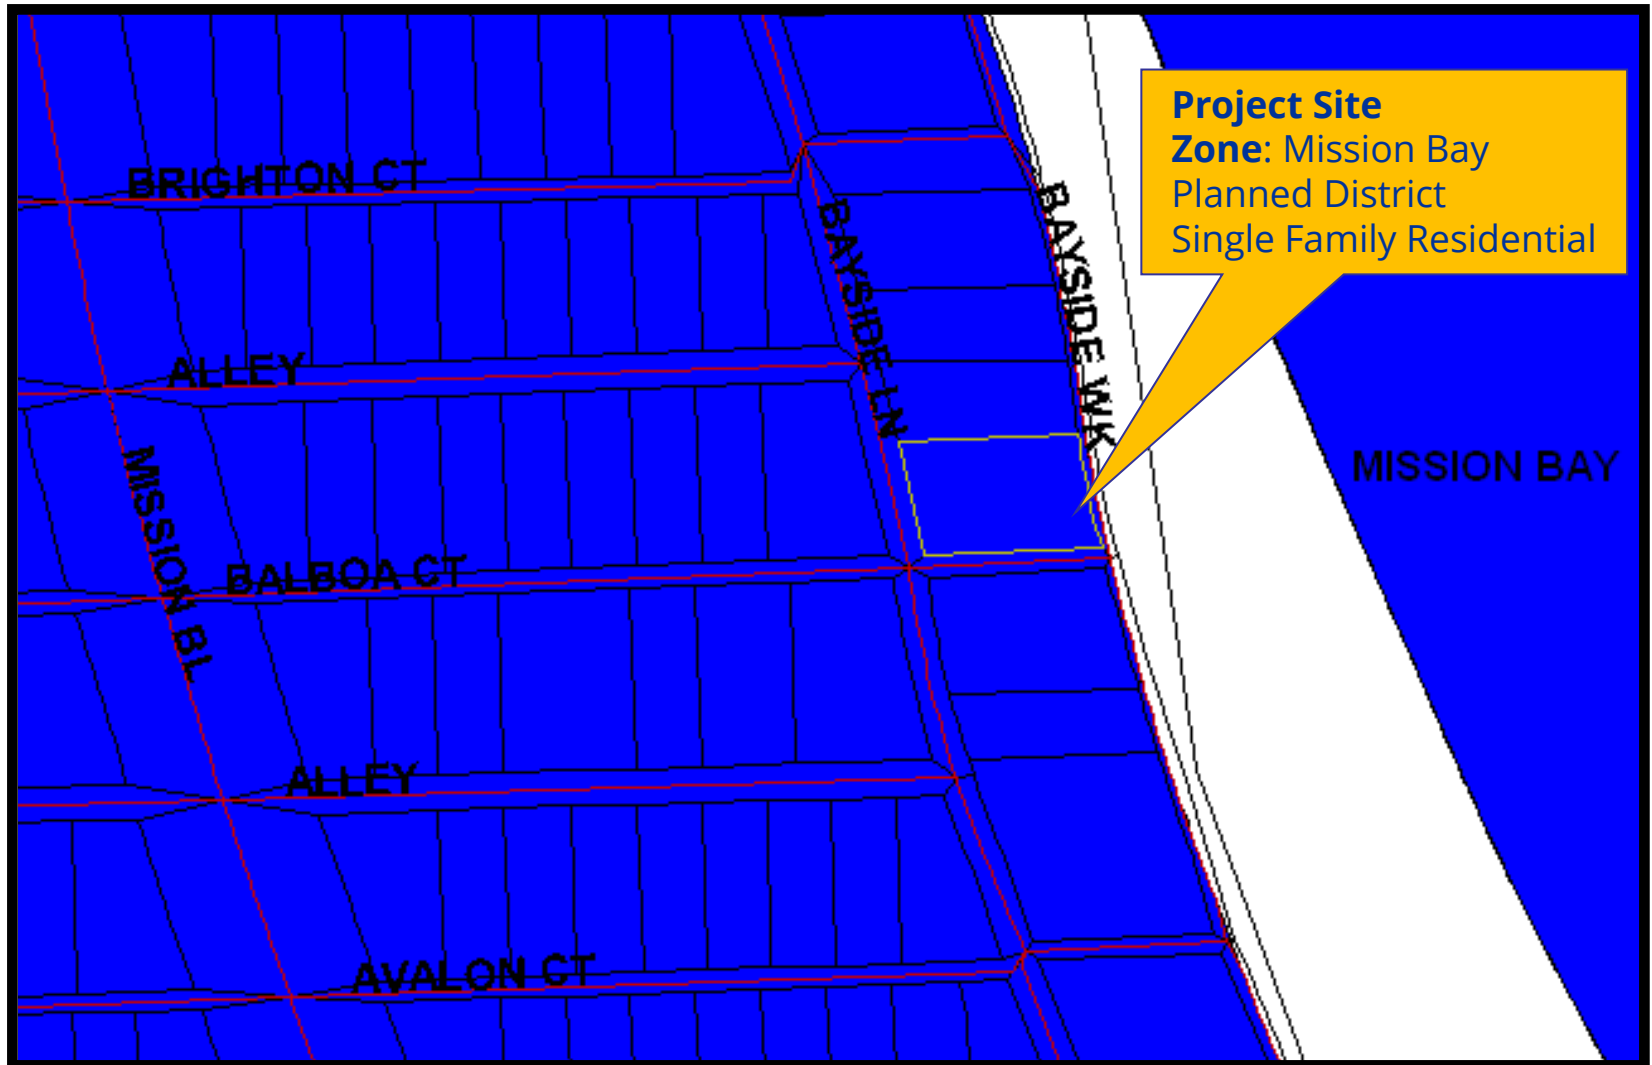 Project Site
Zone: Mission Bay
Planned District
Single Family Residential
BRIGHTON CT
BAYSIDE LN
BAYSIDE WK
ALLEY
MISSION BAY
MISSION BL
BALBOA CT
ALLEY
AVALON CT